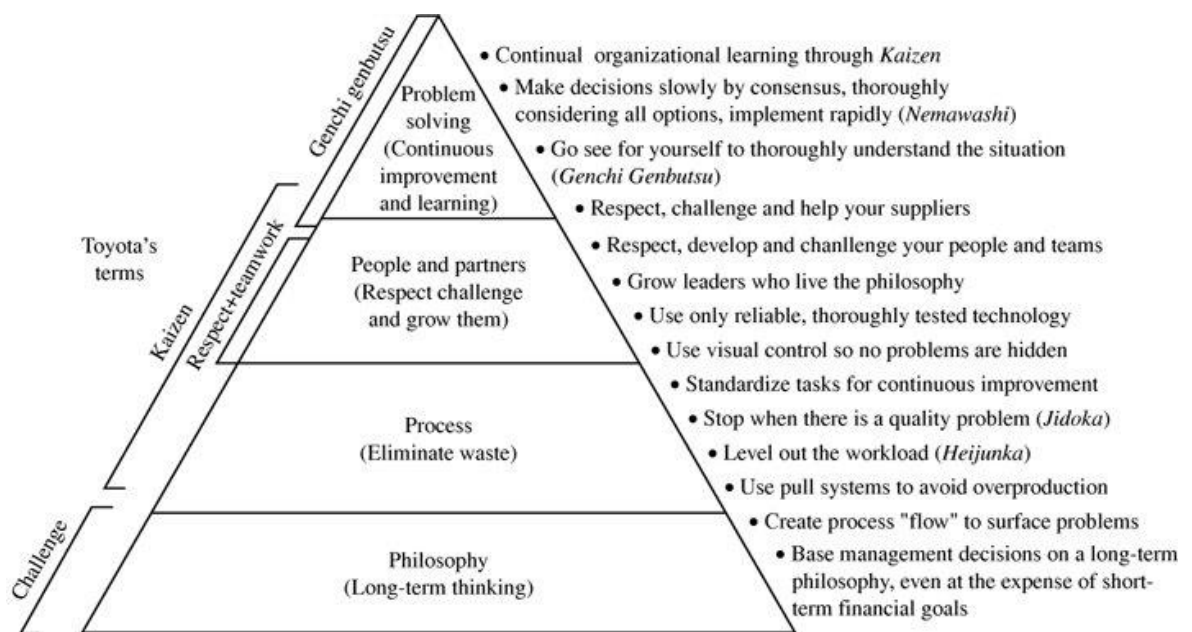 Toyota's
terms
Genchi genbutsu
Kaizen
Respect+teamwork
Challenge
Problem
solving
(Continuous
improvement
and learning)
People and partners
(Respect challenge
and grow them)
Process
(Eliminate waste)
Philosophy
(Long-term thinking)
• Continual organizational learning through Kaizen
• Make decisions slowly by consensus, thoroughly
considering all options, implement rapidly (Nemawashi)
• Go see for yourself to thoroughly understand the situation
(Genchi Genbutsu)
• Respect, challenge and help your suppliers
• Respect, develop and chanllenge your people and teams
• Grow leaders who live the philosophy
• Use only reliable, thoroughly tested technology
• Use visual control so no problems are hidden
• Standardize tasks for continuous improvement
• Stop when there is a quality problem (Jidoka)
• Level out the workload (Heijunka)
• Use pull systems to avoid overproduction
• Create process "flow" to surface problems
• Base management decisions on a long-term
philosophy, even at the expense of short-
term financial goals